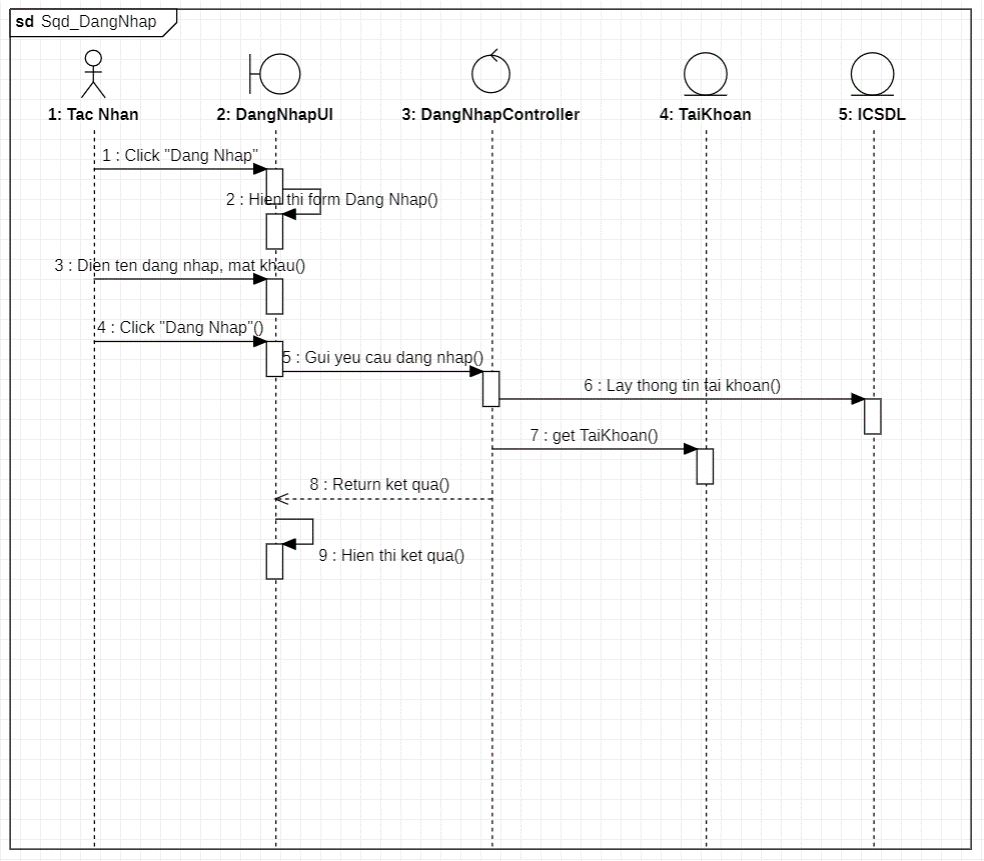 sd Sqd_DangNhap
1: Tac Nhan
2: DangNhapUI
3: DangNhapController
4: TaiKhoan
5: ICSDL
1 : Click "Dang Nhap"
2 : Hien thi form Dang Nhap()
3 : Dien ten dang nhap, mat khau()
4 : Click "Dang Nhap"()
5 : Gui yeu cau dang nhap()
6 : Lay thong tin tai khoan()
7 : get TaiKhoan()
8 : Return ket qua()
9 : Hien thi ket qua()